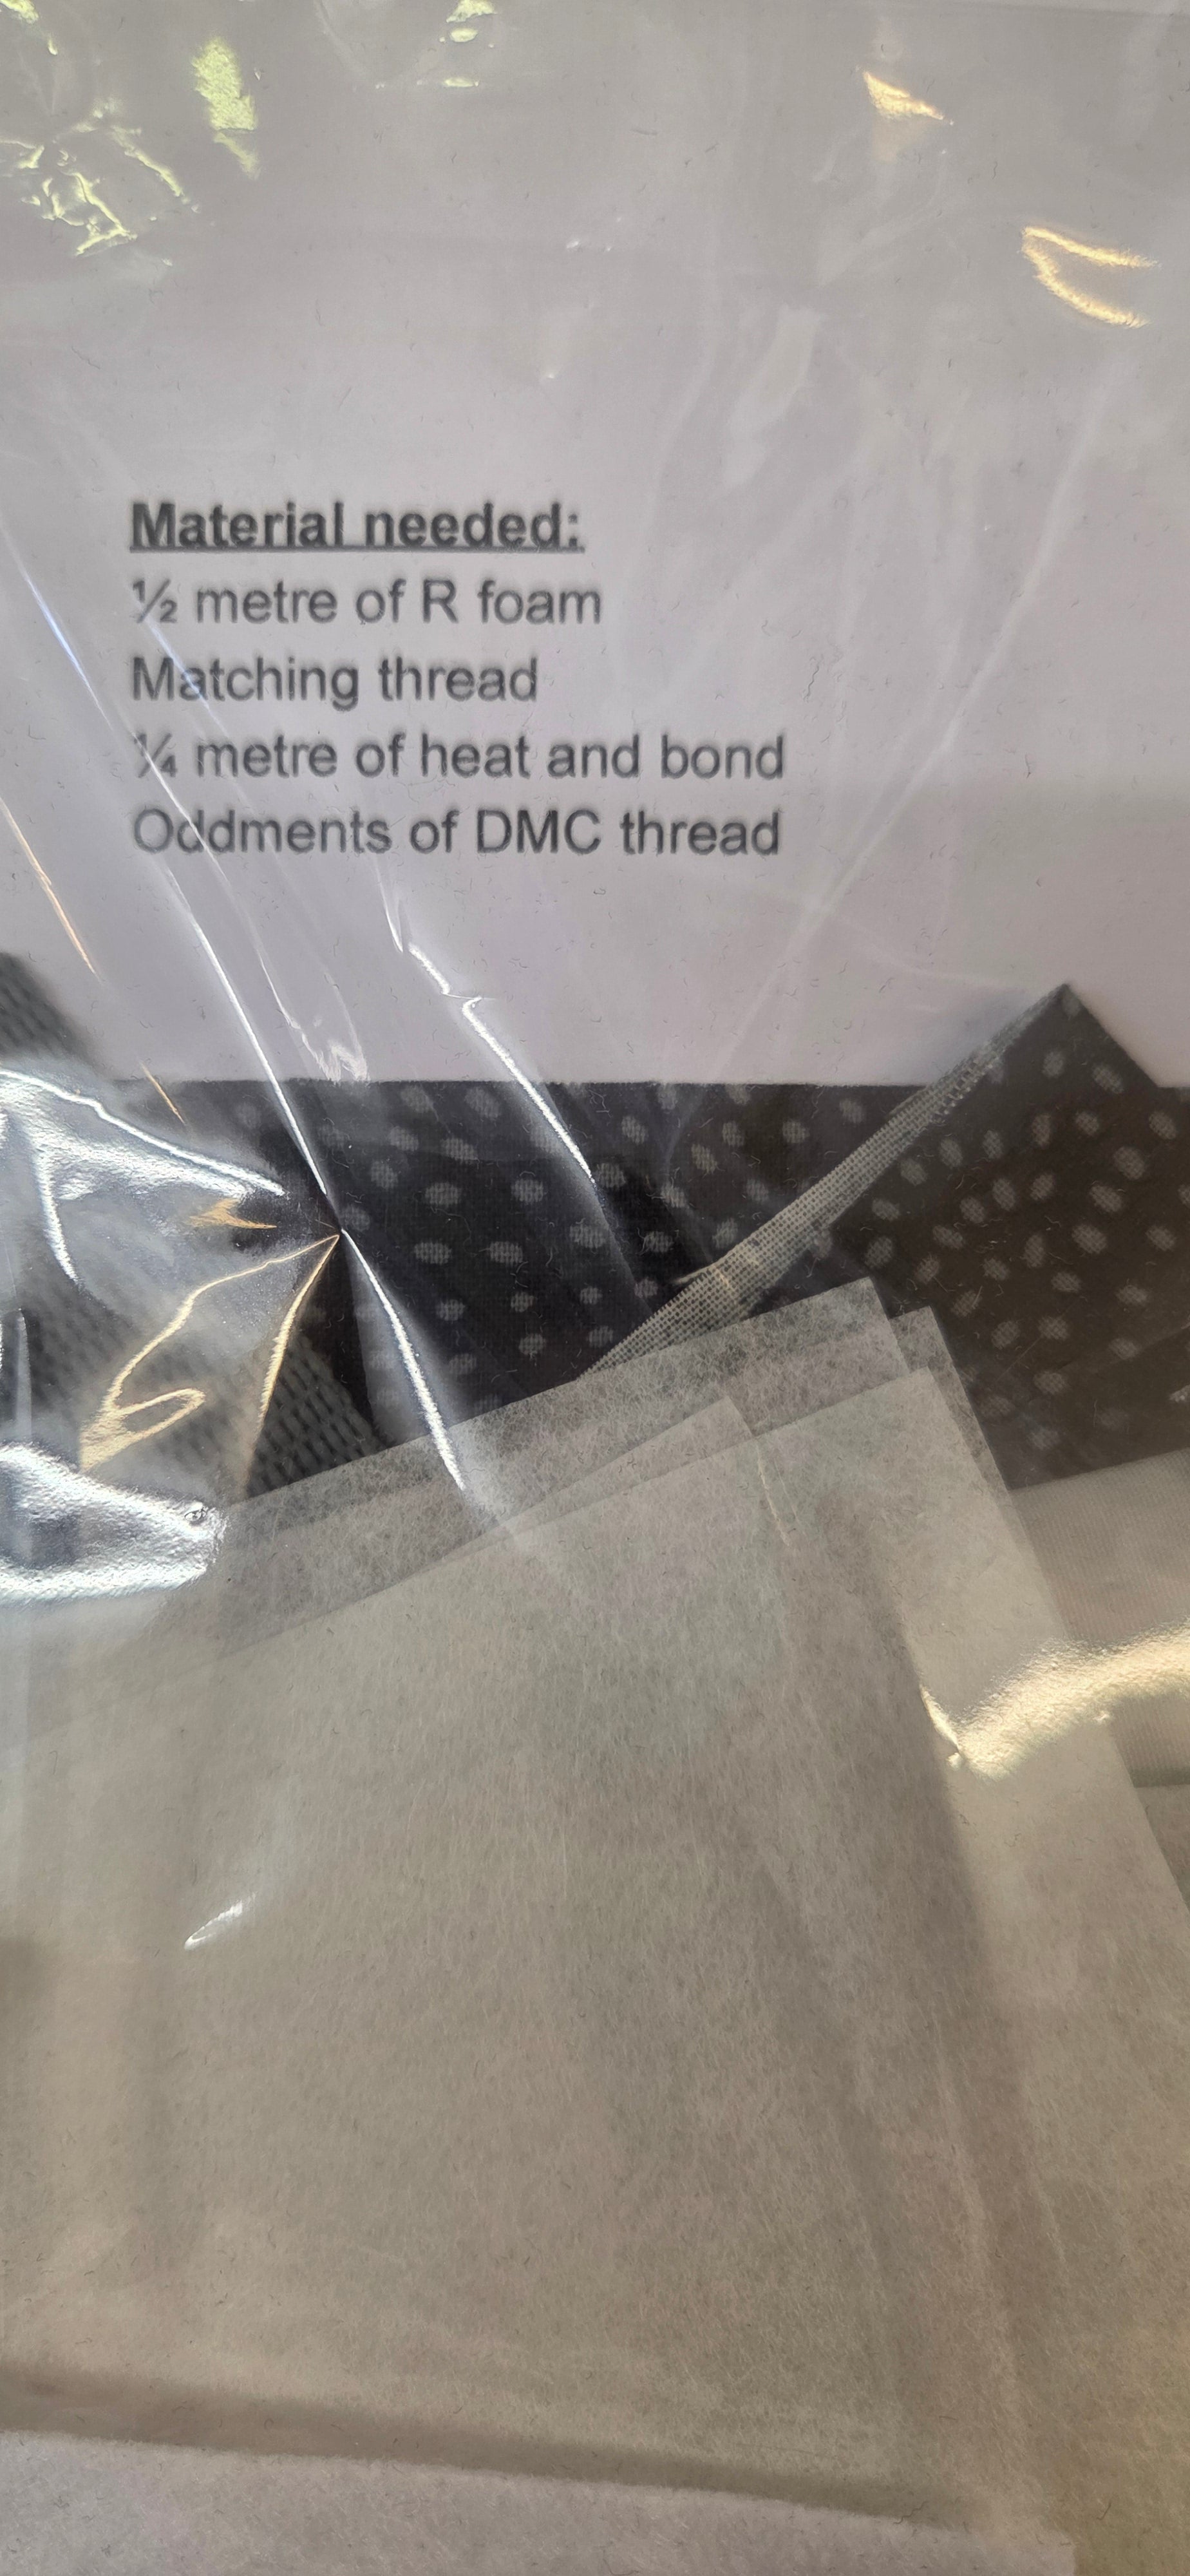 Material needed:
½ metre of R foam
Matching thread
¼ metre of heat and bond
Oddments of DMC thread